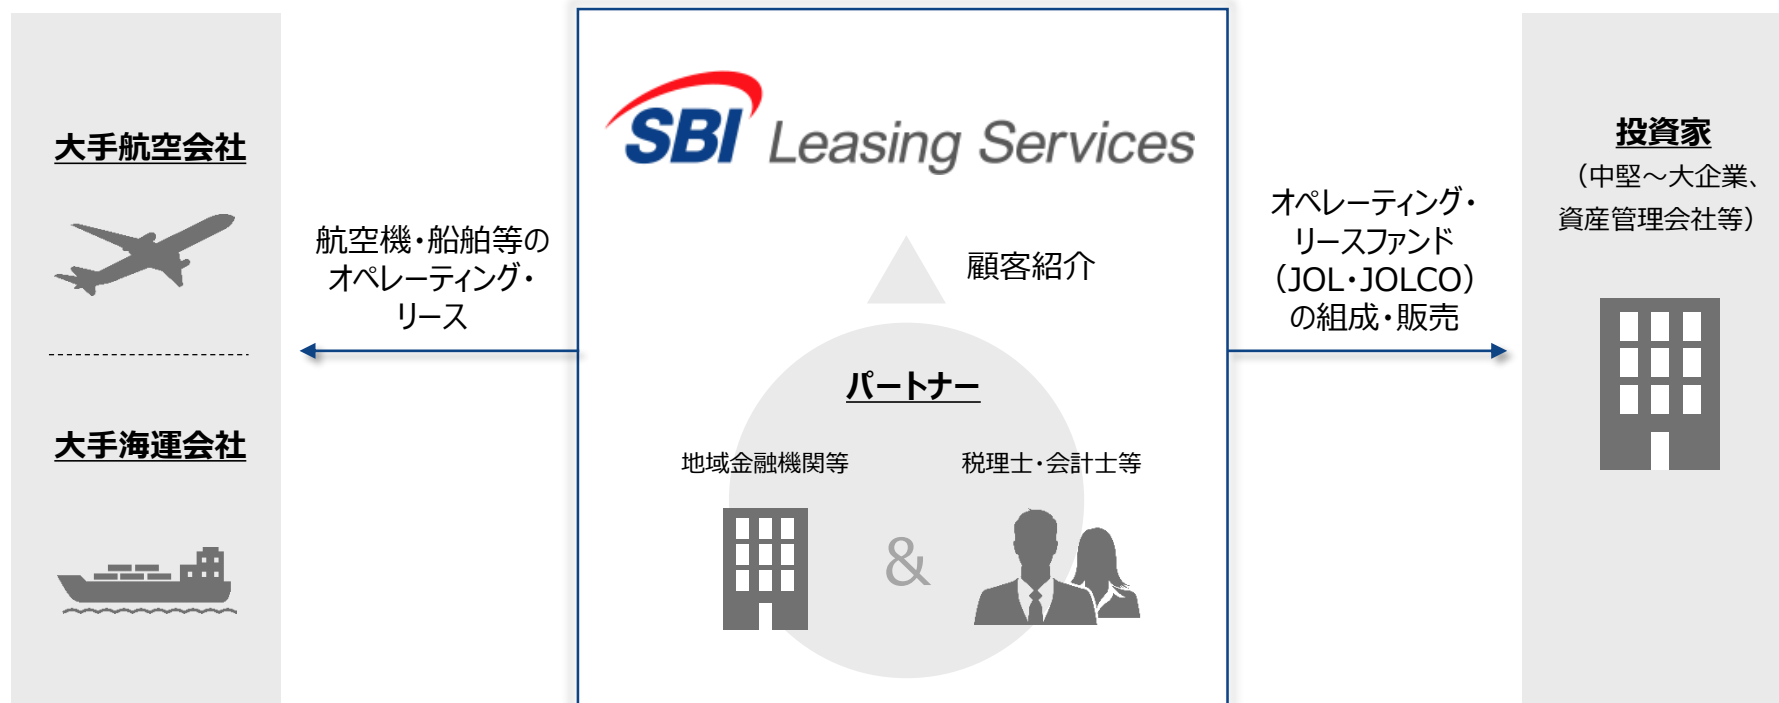 大手航空会社
大手海運会社
航空機・船舶等の
オペレーティング・
リース
SBI Leasing Services
顧客紹介
パートナー
地域金融機関等
税理士・会計士等
&
オペレーティング・
リースファンド
（JOL・JOLCO）
の組成・販売
投資家
（中堅～大企業、
資産管理会社等）